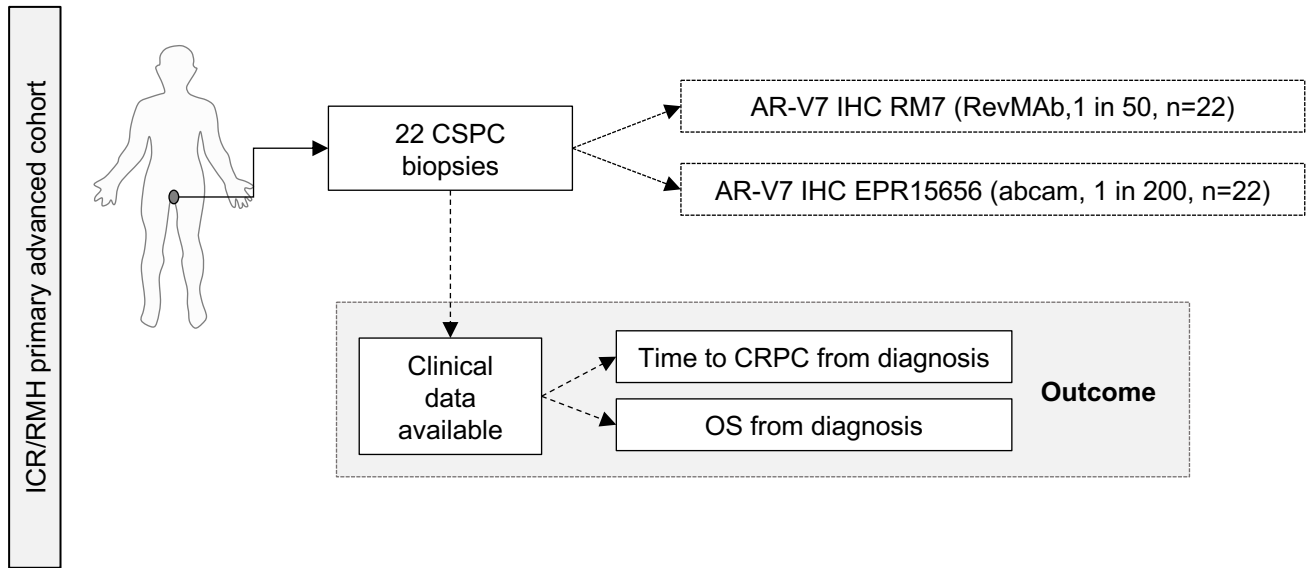 ICR/RMH primary advanced cohort
22 CSPC
biopsies
AR-V7 IHC RM7 (RevMAb,1 in 50, n=22)
AR-V7 IHC EPR15656 (abcam, 1 in 200, n=22)
Clinical
data
available
Time to CRPC from diagnosis
OS from diagnosis
Outcome